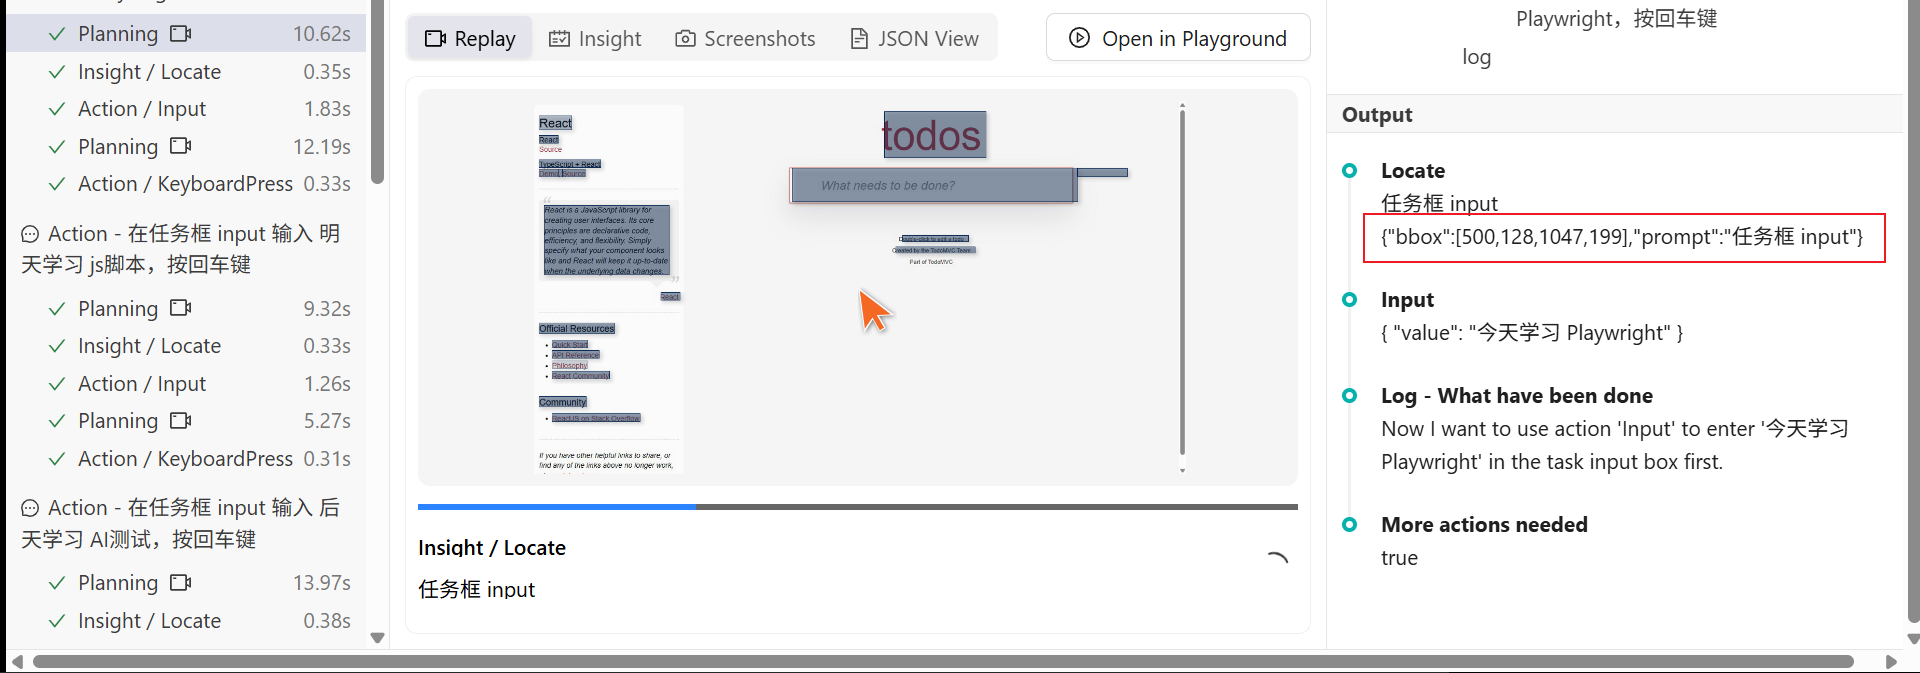 Planning 10.62s
Insight / Locate 0.35s
Action / Input 1.83s
Planning 12.19s
Action / KeyboardPress 0.33s
Action - 在任务框 input 输入 明
天学习 js脚本，按回车键
Planning 9.32s
Insight / Locate 0.33s
Action / Input 1.26s
Planning 5.27s
Action / KeyboardPress 0.31s
Action - 在任务框 input 输入 后
天学习 AI测试，按回车键
Planning 13.97s
Insight / Locate 0.38s
Replay Insight Screenshots JSON View Open in Playground
React
React
Source
TypeScript + React
Demo, Source
React is a JavaScript library for
creating user interfaces. Its core
principles are declarative code,
efficiency, and flexibility. Simply
specify what your component looks
like and React will keep it up-to-date
when the underlying data changes.
React
Official Resources
Quick Start
API Reference
Philosophy
React Community
Community
ReactJS on Stack Overflow
If you have other helpful links to share, or
find any of the links above no longer work,
todos
What needs to be done?
Double-click to edit a todo
Created by the TodoMVC Team
Part of TodoMVC
Insight / Locate
任务框 input
Playwright，按回车键
log
Output
Locate
任务框 input
{"bbox":[500,128,1047,199],"prompt":"任务框 input"}
Input
{ "value": "今天学习 Playwright" }
Log - What have been done
Now I want to use action 'Input' to enter '今天学习
Playwright' in the task input box first.
More actions needed
true